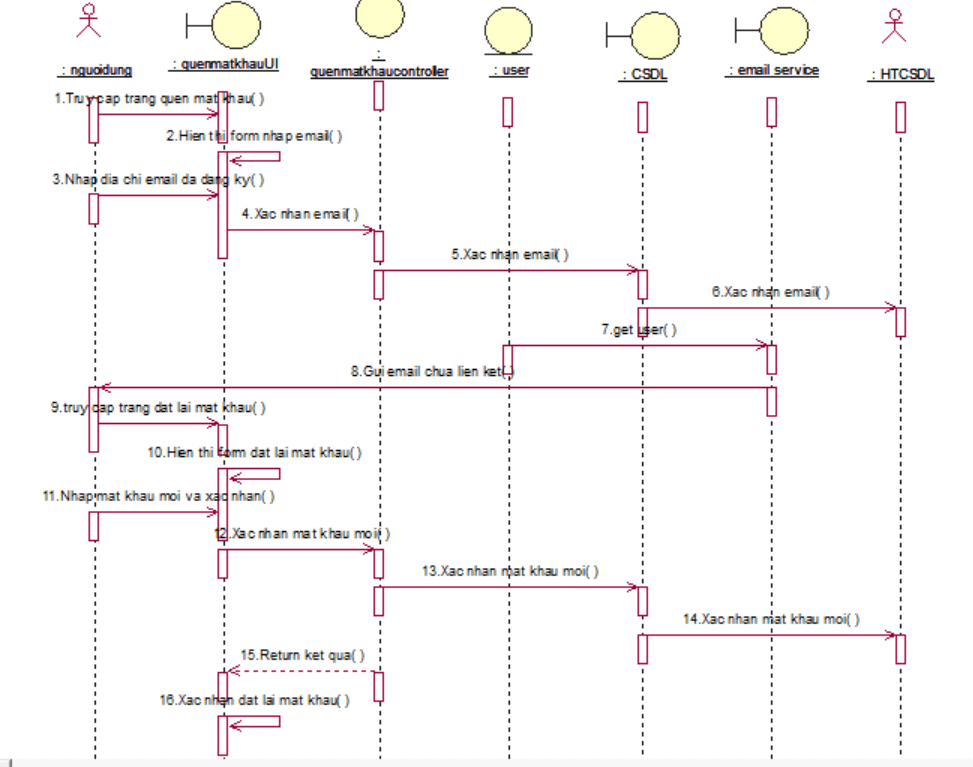 : nguoidung
: quenmatkhauUI
:
quenmatkhaucontroller
: user
: CSDL
: email service
: HTCSDL
1.Truy cap trang quen mat khau( )
2.Hien thi form nhap email( )
3.Nhap dia chi email da dang ky( )
4.Xac nhan email( )
5.Xac nhan email( )
6.Xac nhan email( )
7.get user( )
8.Gui email chua lien ket( )
9.truy cap trang dat lai mat khau( )
10.Hien thi form dat lai mat khau( )
11.Nhap mat khau moi va xac nhan( )
12.Xac nhan mat khau moi( )
13.Xac nhan mat khau moi( )
14.Xac nhan mat khau moi( )
15.Return ket qua( )
16.Xac nhan dat lai mat khau( )